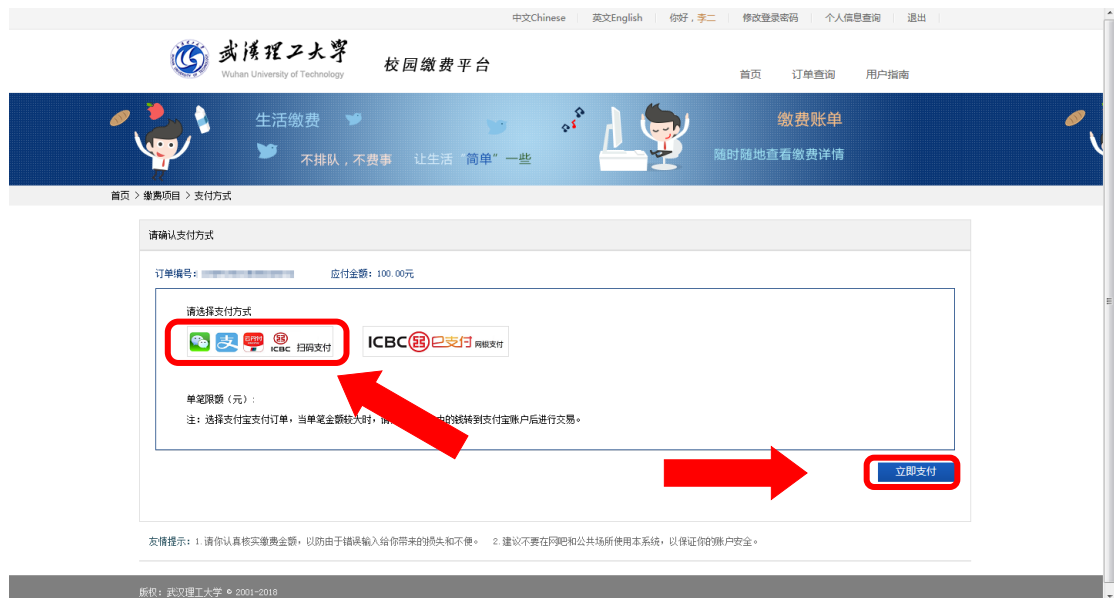 中文Chinese 英文English 你好，李二 修改登录密码 个人信息查询 退出
武汉理工大学
Wuhan University of Technology
校园缴费平台
首页 订单查询 用户指南
生活缴费
不排队，不费事 让生活“简单”一些
缴费账单
随时随地查看缴费详情
首页 > 缴费项目 > 支付方式
请确认支付方式
订单编号: 应付金额: 100.00元
请选择支付方式
ICBC 扫码支付
ICBC e支付 网银支付
单笔限额（元）:
注: 选择支付宝支付订单，当单笔金额较大时，请 中的钱转到支付宝账户后进行交易。
立即支付
友情提示: 1.请你认真核实缴费金额，以防由于错误输入给你带来的损失和不便。 2.建议不要在网吧和公共场所使用本系统，以保证你的账户安全。
版权: 武汉理工大学 © 2001-2018